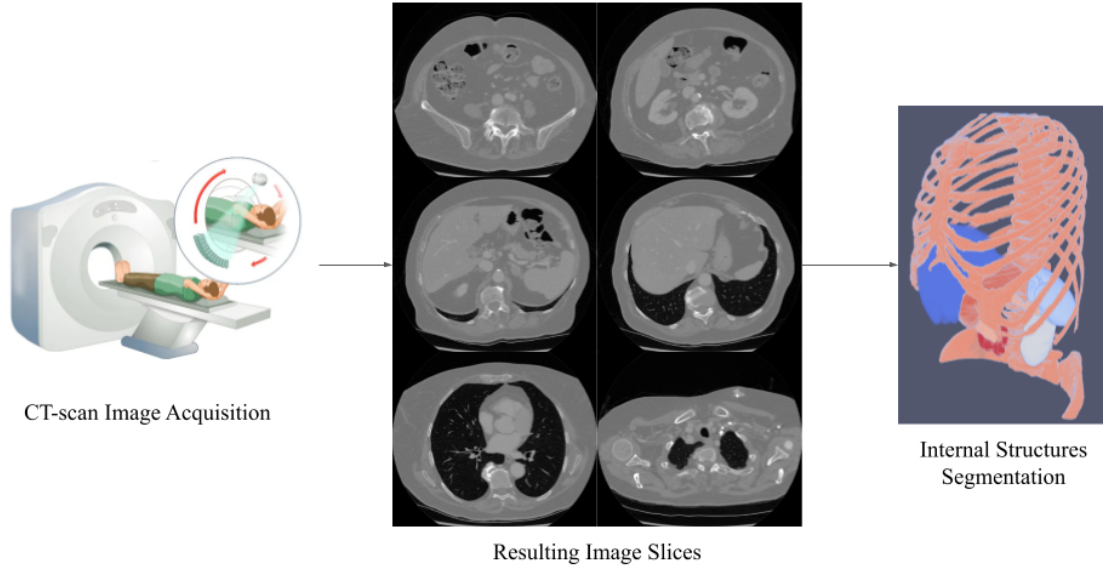 CT-scan Image Acquisition
Resulting Image Slices
Internal Structures
Segmentation